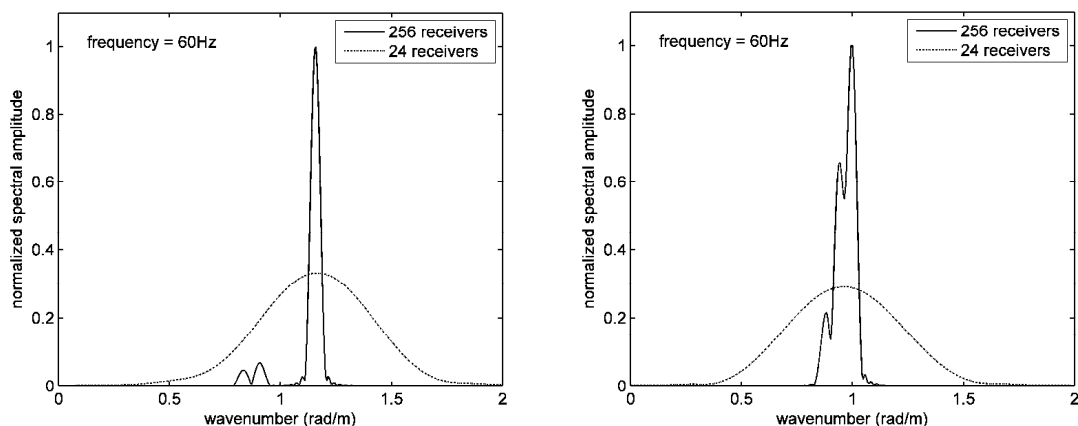 frequency = 60Hz
256 receivers
24 receivers
normalized spectral amplitude
1
0.8
0.6
0.4
0.2
0
0 0.5 1 1.5 2
wavenumber (rad/m)
frequency = 60Hz
256 receivers
24 receivers
normalized spectral amplitude
1
0.8
0.6
0.4
0.2
0
0 0.5 1 1.5 2
wavenumber (rad/m)